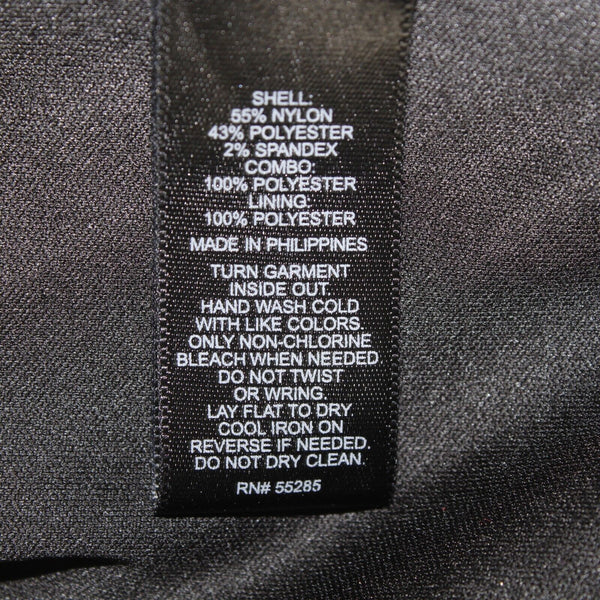 SHELL:
55% NYLON
43% POLYESTER
2% SPANDEX
COMBO:
100% POLYESTER
LINING:
100% POLYESTER
MADE IN PHILIPPINES
TURN GARMENT
INSIDE OUT.
HAND WASH COLD
WITH LIKE COLORS.
ONLY NON-CHLORINE
BLEACH WHEN NEEDED.
DO NOT TWIST
OR WRING.
LAY FLAT TO DRY.
COOL IRON ON
REVERSE IF NEEDED.
DO NOT DRY CLEAN.
RN# 55285